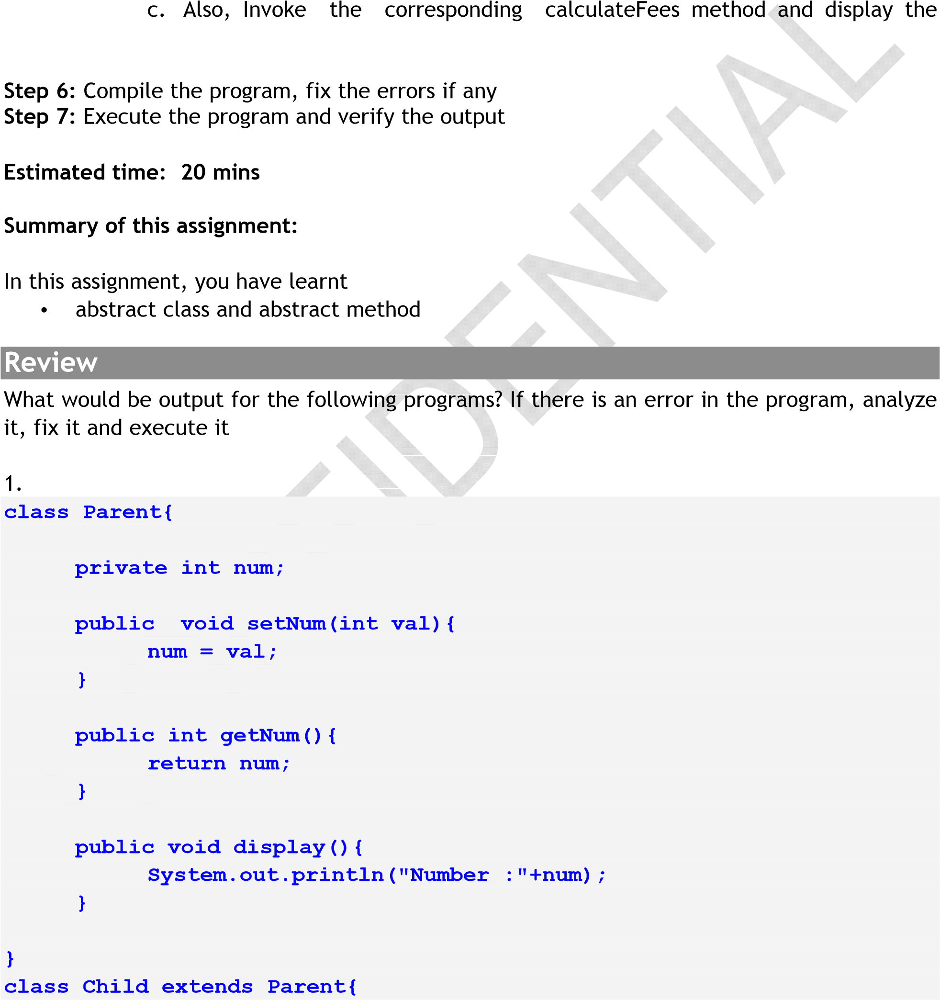 c. Also, Invoke the corresponding calculateFees method and display the
Step 6: Compile the program, fix the errors if any
Step 7: Execute the program and verify the output
Estimated time: 20 mins
Summary of this assignment:
In this assignment, you have learnt
• abstract class and abstract method
Review
What would be output for the following programs? If there is an error in the program, analyze
it, fix it and execute it
1.
class Parent{
private int num;
public void setNum(int val){
num = val;
}
public int getNum(){
return num;
}
public void display(){
System.out.println("Number :"+num);
}
}
class Child extends Parent{
FIDENTIAL